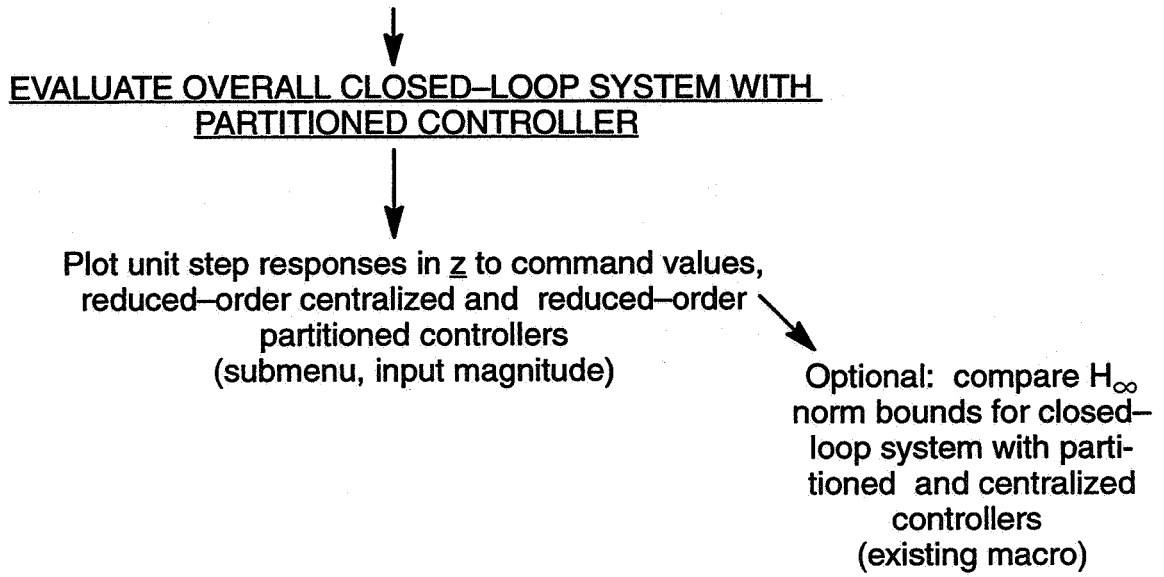 EVALUATE OVERALL CLOSED–LOOP SYSTEM WITH
PARTITIONED CONTROLLER
Plot unit step responses in z to command values,
reduced–order centralized and reduced–order
partitioned controllers
(submenu, input magnitude)
Optional: compare H∞
norm bounds for closed–
loop system with parti-
tioned and centralized
controllers
(existing macro)